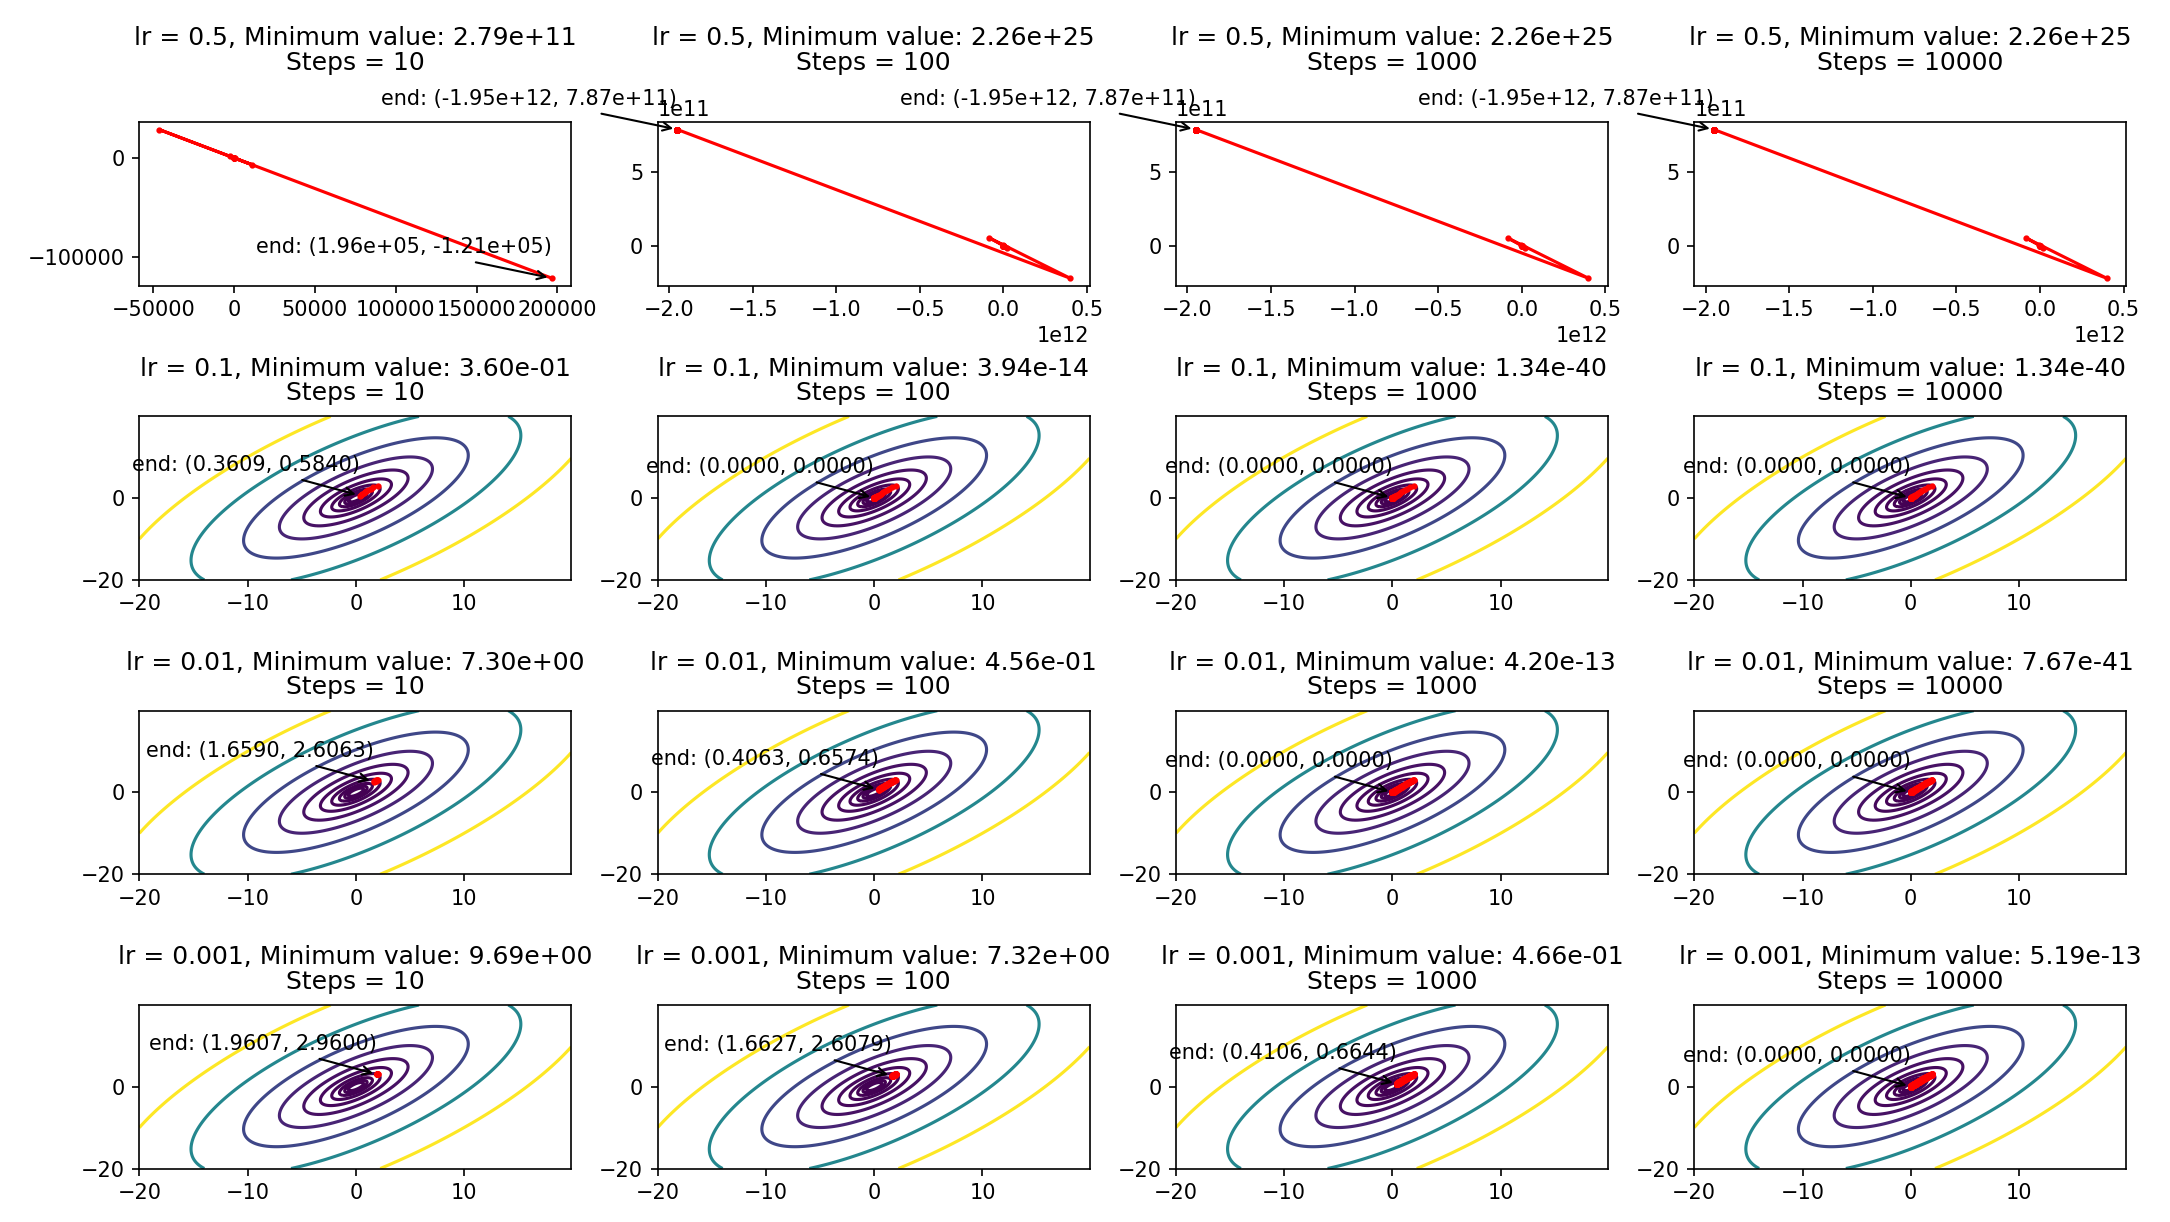 lr = 0.5, Minimum value: 2.79e+11
Steps = 10
lr = 0.5, Minimum value: 2.26e+25
Steps = 100
lr = 0.5, Minimum value: 2.26e+25
Steps = 1000
lr = 0.5, Minimum value: 2.26e+25
Steps = 10000
0
−100000
end: (1.96e+05, -1.21e+05)
−50000 0 50000 100000 150000 200000
end: (-1.95e+12, 7.87e+11)
1e11
5
0
−2.0 −1.5 −1.0 −0.5 0.0 0.5
1e12
end: (-1.95e+12, 7.87e+11)
1e11
5
0
−2.0 −1.5 −1.0 −0.5 0.0 0.5
1e12
end: (-1.95e+12, 7.87e+11)
1e11
5
0
−2.0 −1.5 −1.0 −0.5 0.0 0.5
1e12
lr = 0.1, Minimum value: 3.60e-01
Steps = 10
lr = 0.1, Minimum value: 3.94e-14
Steps = 100
lr = 0.1, Minimum value: 1.34e-40
Steps = 1000
lr = 0.1, Minimum value: 1.34e-40
Steps = 10000
end: (0.3609, 0.5840)
0
−20
−20 −10 0 10
end: (0.0000, 0.0000)
0
−20
−20 −10 0 10
end: (0.0000, 0.0000)
0
−20
−20 −10 0 10
end: (0.0000, 0.0000)
0
−20
−20 −10 0 10
lr = 0.01, Minimum value: 7.30e+00
Steps = 10
lr = 0.01, Minimum value: 4.56e-01
Steps = 100
lr = 0.01, Minimum value: 4.20e-13
Steps = 1000
lr = 0.01, Minimum value: 7.67e-41
Steps = 10000
end: (1.6590, 2.6063)
0
−20
−20 −10 0 10
end: (0.4063, 0.6574)
0
−20
−20 −10 0 10
end: (0.0000, 0.0000)
0
−20
−20 −10 0 10
end: (0.0000, 0.0000)
0
−20
−20 −10 0 10
lr = 0.001, Minimum value: 9.69e+00
Steps = 10
lr = 0.001, Minimum value: 7.32e+00
Steps = 100
lr = 0.001, Minimum value: 4.66e-01
Steps = 1000
lr = 0.001, Minimum value: 5.19e-13
Steps = 10000
end: (1.9607, 2.9600)
0
−20
−20 −10 0 10
end: (1.6627, 2.6079)
0
−20
−20 −10 0 10
end: (0.4106, 0.6644)
0
−20
−20 −10 0 10
end: (0.0000, 0.0000)
0
−20
−20 −10 0 10